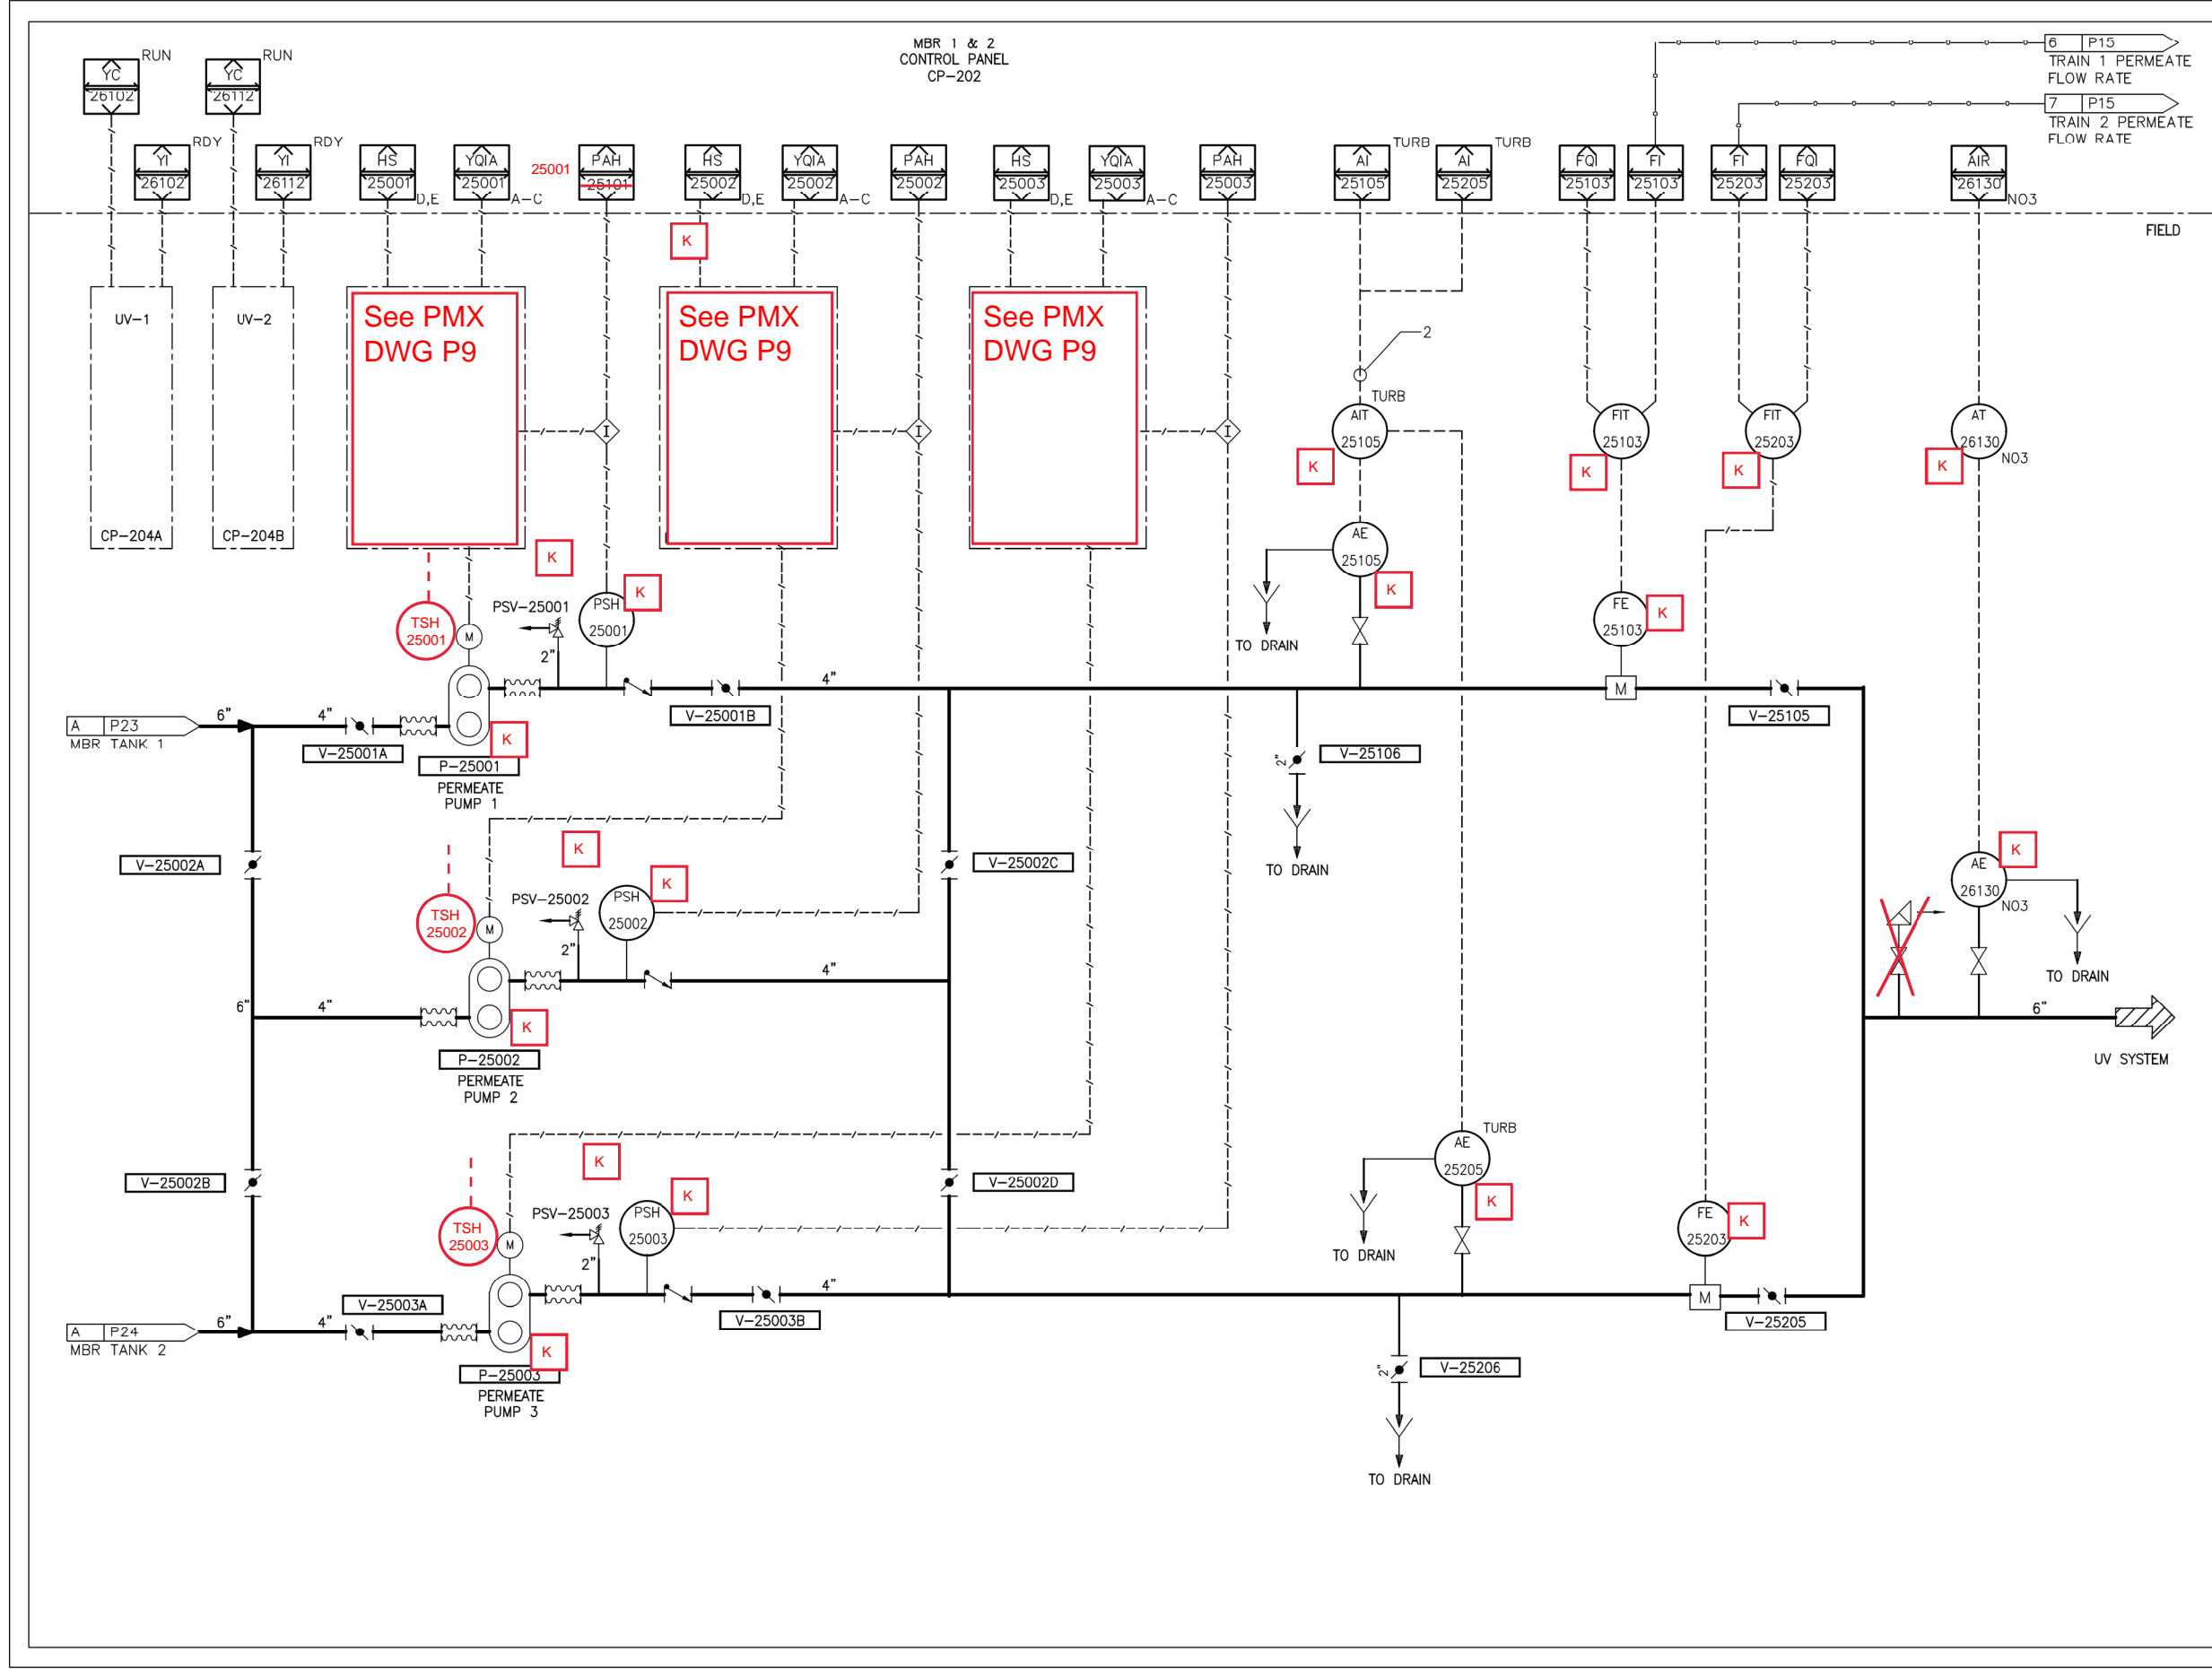 MBR 1 & 2
CONTROL PANEL
CP-202
6 P15
TRAIN 1 PERMEATE
FLOW RATE
7 P15
TRAIN 2 PERMEATE
FLOW RATE
YC
26102
RUN
YC
26112
RUN
YI
26102
RDY
YI
26112
RDY
HS
25001
D,E
YQIA
25001
A-C
25001
PAH
25101
HS
25002
D,E
YQIA
25002
A-C
PAH
25002
HS
25003
D,E
YQIA
25003
A-C
PAH
25003
AI
25105
TURB
AI
25205
TURB
FQI
25103
FI
25103
FI
25203
FQI
25203
AIR
26130
NO3
FIELD
K
UV-1
CP-204A
UV-2
CP-204B
See PMX
DWG P9
See PMX
DWG P9
See PMX
DWG P9
I
I
I
2
TURB
AIT
25105
K
FIT
25103
K
FIT
25203
K
AT
26130
NO3
K
AE
25105
K
TO DRAIN
K
TSH
25001
M
PSV-25001
2"
PSH
25001
K
FE
25103
K
M
4"
V-25001B
V-25105
A P23
MBR TANK 1
6"
4"
V-25001A
K
P-25001
PERMEATE
PUMP 1
2"
V-25106
TO DRAIN
V-25002A
K
V-25002C
K
AE
26130
NO3
TO DRAIN
TSH
25002
M
PSV-25002
2"
PSH
25002
K
4"
6"
4"
K
P-25002
PERMEATE
PUMP 2
6"
UV SYSTEM
TURB
AE
25205
K
TO DRAIN
V-25002B
K
V-25002D
TSH
25003
M
PSV-25003
2"
PSH
25003
K
FE
25203
K
M
4"
V-25003B
V-25205
A P24
MBR TANK 2
6"
4"
V-25003A
K
P-25003
PERMEATE
PUMP 3
2"
V-25206
TO DRAIN